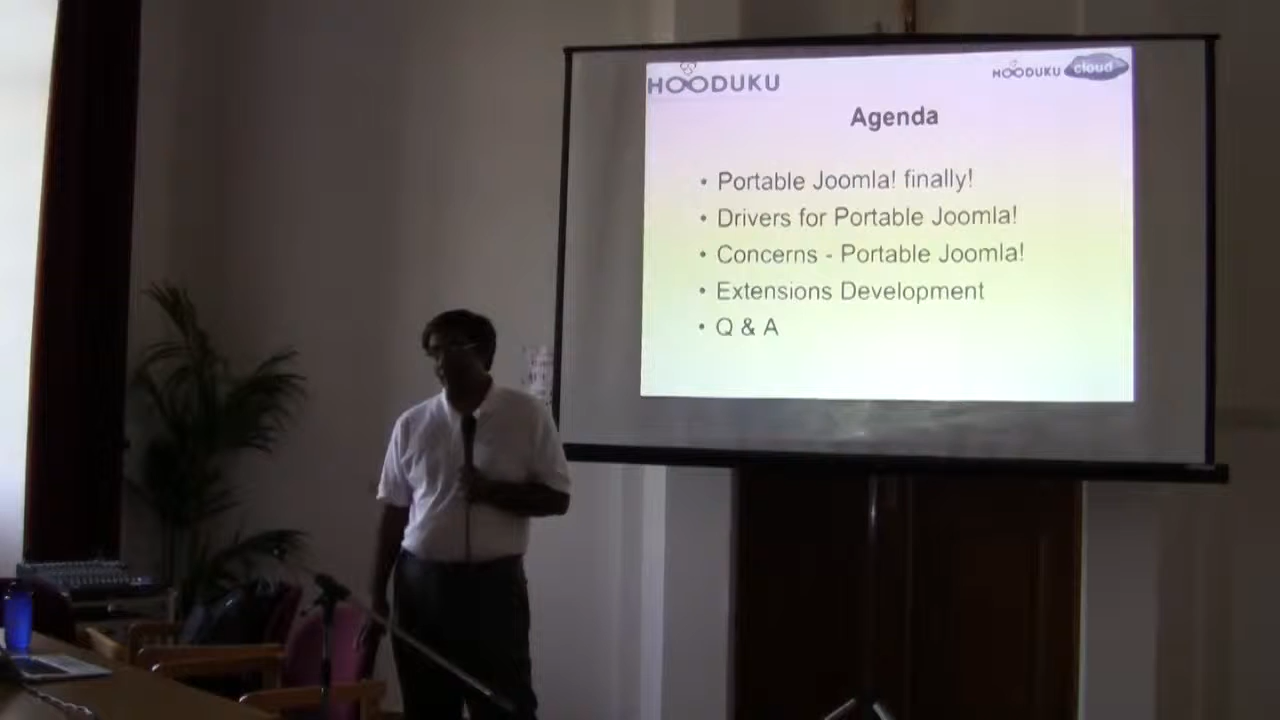 HOODUKU
HOODUKU cloud
Agenda
• Portable Joomla! finally!
• Drivers for Portable Joomla!
• Concerns - Portable Joomla!
• Extensions Development
• Q & A